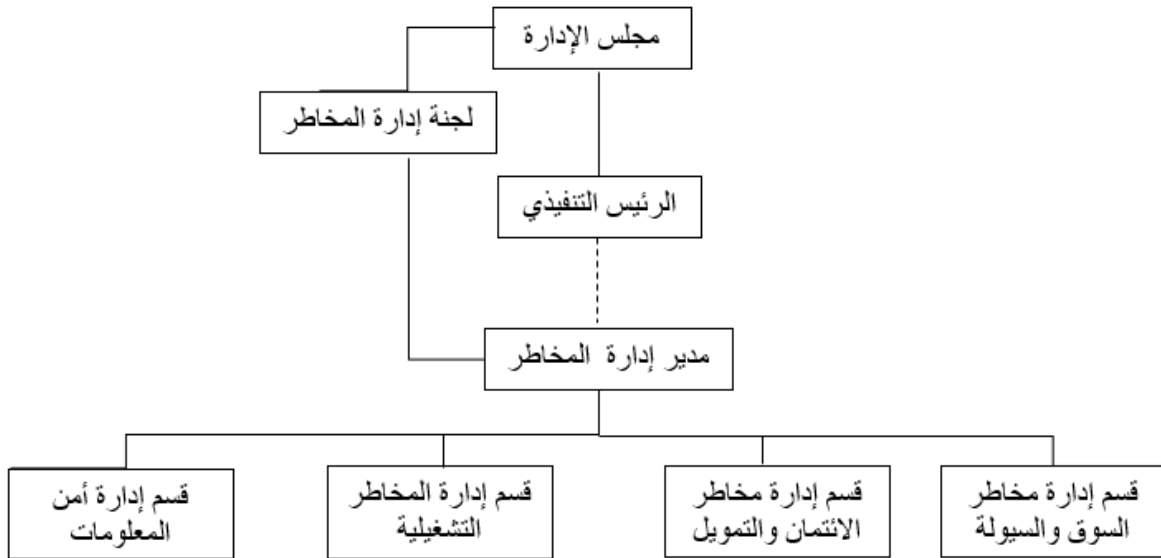 مجلس الإدارة
لجنة إدارة المخاطر
الرئيس التنفيذي
مدير إدارة المخاطر
قسم إدارة مخاطر
السوق والسيولة
قسم إدارة مخاطر
الائتمان والتمويل
قسم إدارة المخاطر
التشغيلية
قسم إدارة أمن
المعلومات